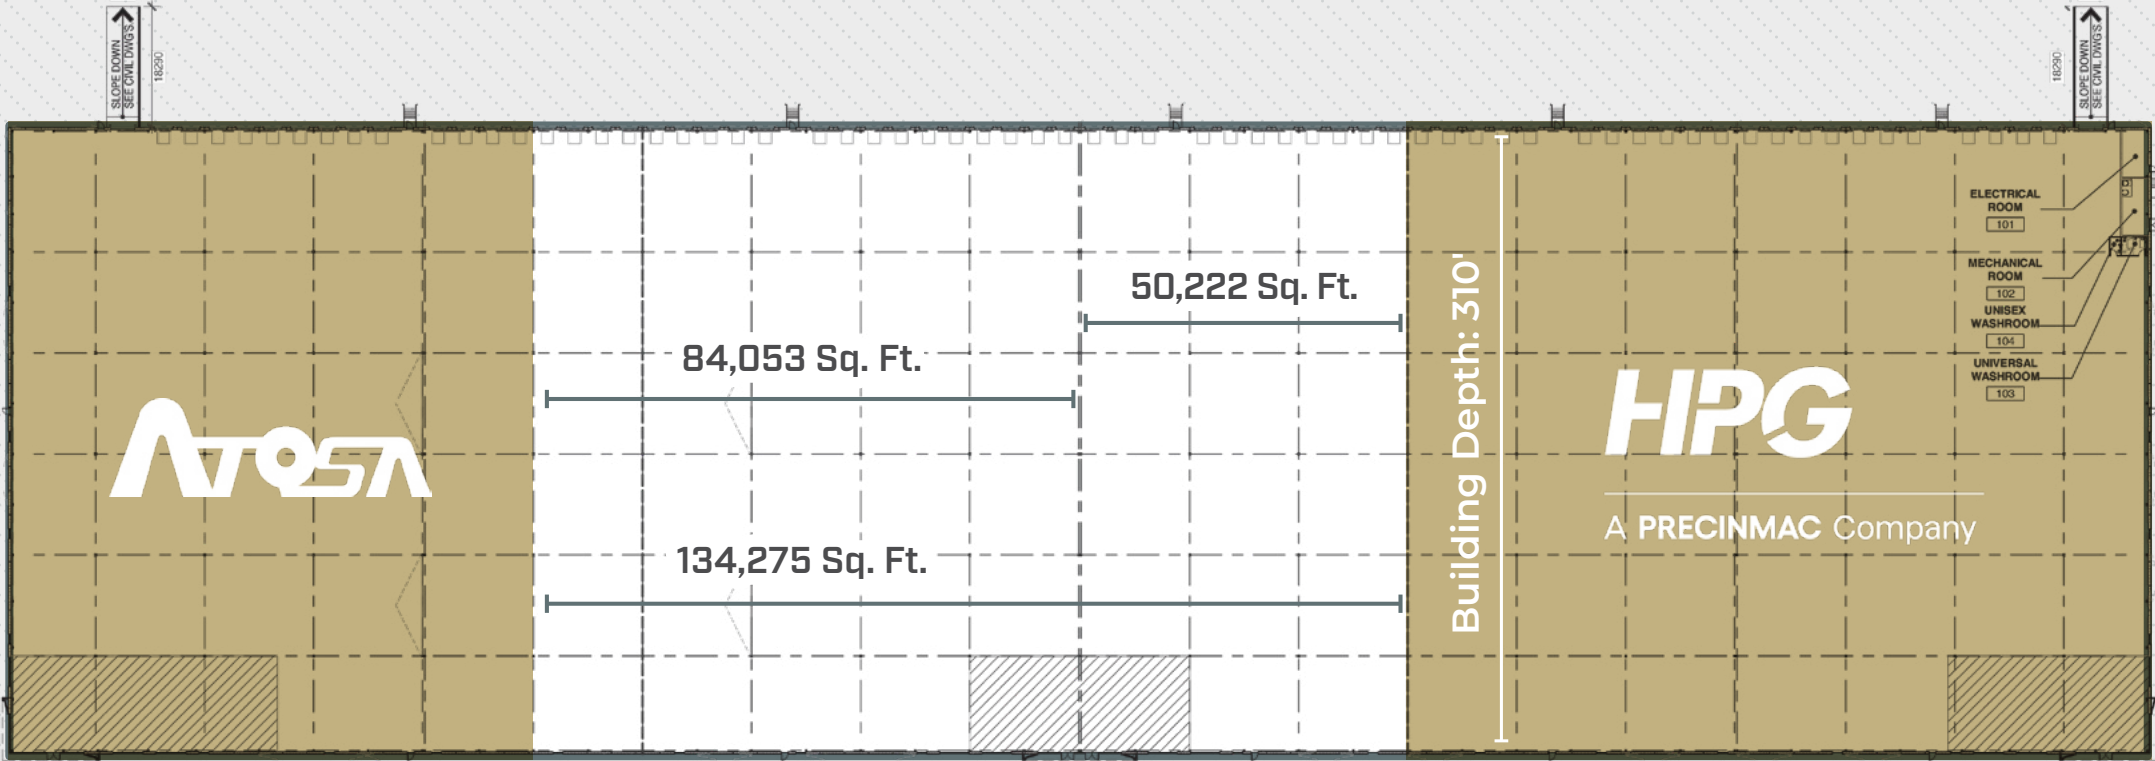 SLOPE DOWN
SEE CIVIL DWG'S
18290
18290
SLOPE DOWN
SEE CIVIL DWG'S
ELECTRICAL
ROOM
101
MECHANICAL
ROOM
102
UNISEX
WASHROOM
104
UNIVERSAL
WASHROOM
103
50,222 Sq. Ft.
84,053 Sq. Ft.
134,275 Sq. Ft.
Building Depth: 310'
ATOSA
HPG
A PRECINMAC Company